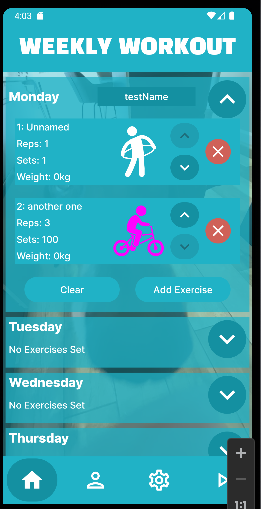 4:03
WEEKLY WORKOUT
Monday
testName
1: Unnamed
Reps: 1
Sets: 1
Weight: 0kg
2: another one
Reps: 3
Sets: 100
Weight: 0kg
Clear
Add Exercise
Tuesday
No Exercises Set
Wednesday
No Exercises Set
Thursday
1:1